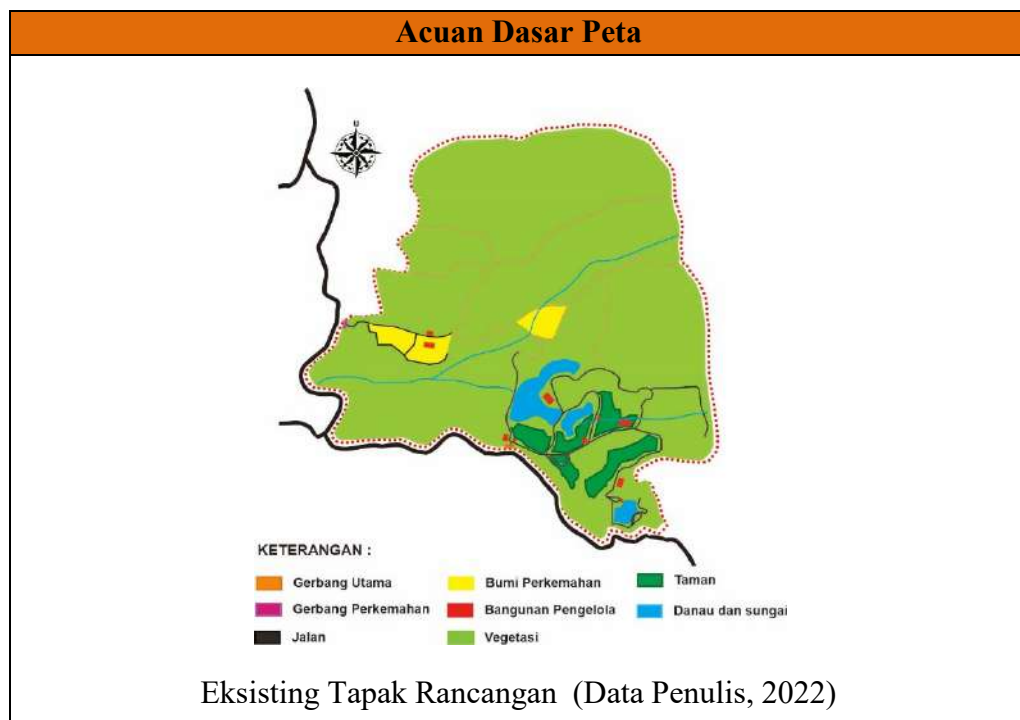 Acuan Dasar Peta
U
KETERANGAN :
Gerbang Utama
Bumi Perkemahan
Taman
Gerbang Perkemahan
Bangunan Pengelola
Danau dan sungai
Jalan
Vegetasi
Eksisting Tapak Rancangan (Data Penulis, 2022)